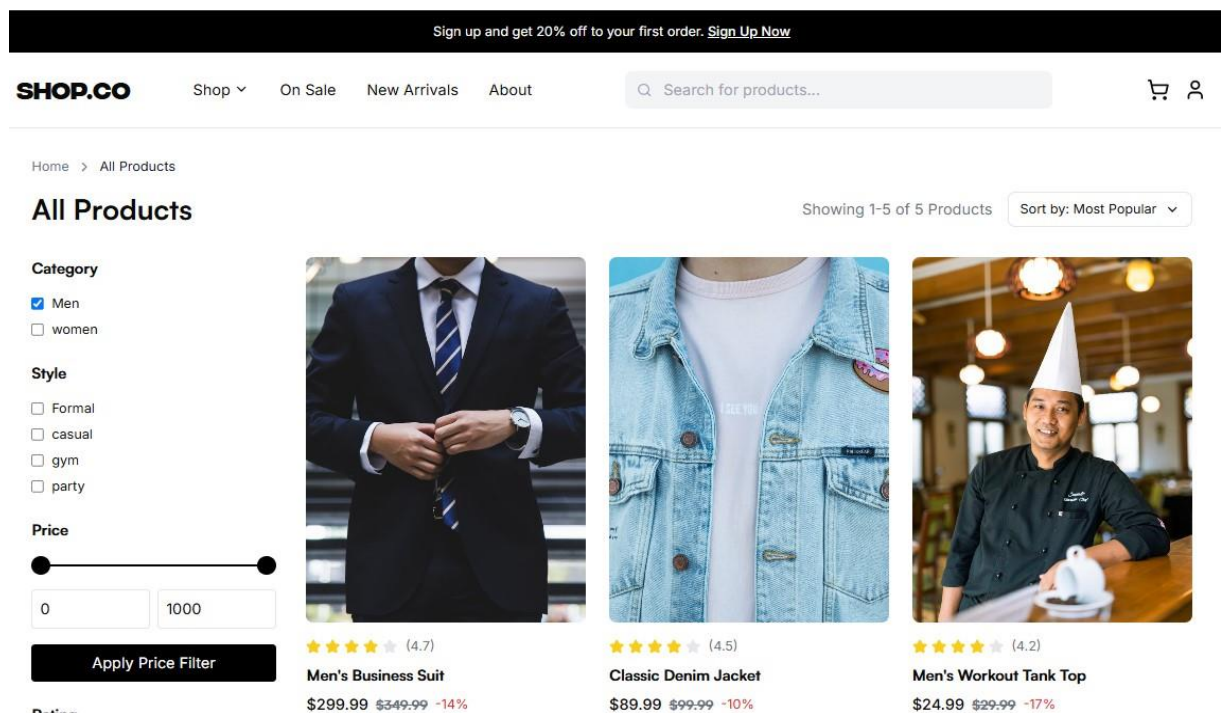 Sign up and get 20% off to your first order. Sign Up Now
SHOP.CO
Shop
On Sale
New Arrivals
About
Search for products...
Home > All Products
All Products
Showing 1-5 of 5 Products
Sort by: Most Popular
Category
Men
women
Style
Formal
casual
gym
party
Price
0
1000
Apply Price Filter
Rating
I SEE YOU
(4.7)
Men's Business Suit
$299.99 $349.99 -14%
(4.5)
Classic Denim Jacket
$89.99 $99.99 -10%
(4.2)
Men's Workout Tank Top
$24.99 $29.99 -17%